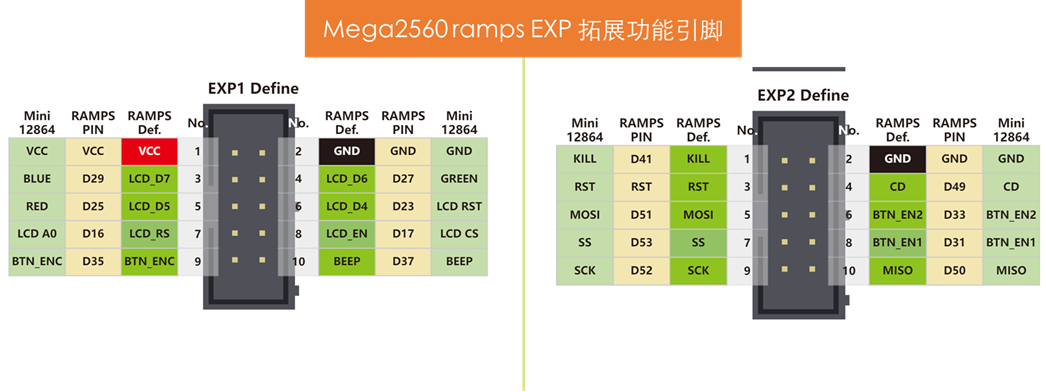 Mega2560 ramps EXP 拓展功能引脚
EXP1 Define
Mini 12864 RAMPS PIN RAMPS Def. No. No. RAMPS Def. RAMPS PIN Mini 12864
VCC VCC VCC 1 2 GND GND GND
BLUE D29 LCD_D7 3 4 LCD_D6 D27 GREEN
RED D25 LCD_D5 5 6 LCD_D4 D23 LCD RST
LCD A0 D16 LCD_RS 7 8 LCD_EN D17 LCD CS
BTN_ENC D35 BTN_ENC 9 10 BEEP D37 BEEP
EXP2 Define
Mini 12864 RAMPS PIN RAMPS Def. No. No. RAMPS Def. RAMPS PIN Mini 12864
KILL D41 KILL 1 2 GND GND GND
RST RST RST 3 4 CD D49 CD
MOSI D51 MOSI 5 6 BTN_EN2 D33 BTN_EN2
SS D53 SS 7 8 BTN_EN1 D31 BTN_EN1
SCK D52 SCK 9 10 MISO D50 MISO